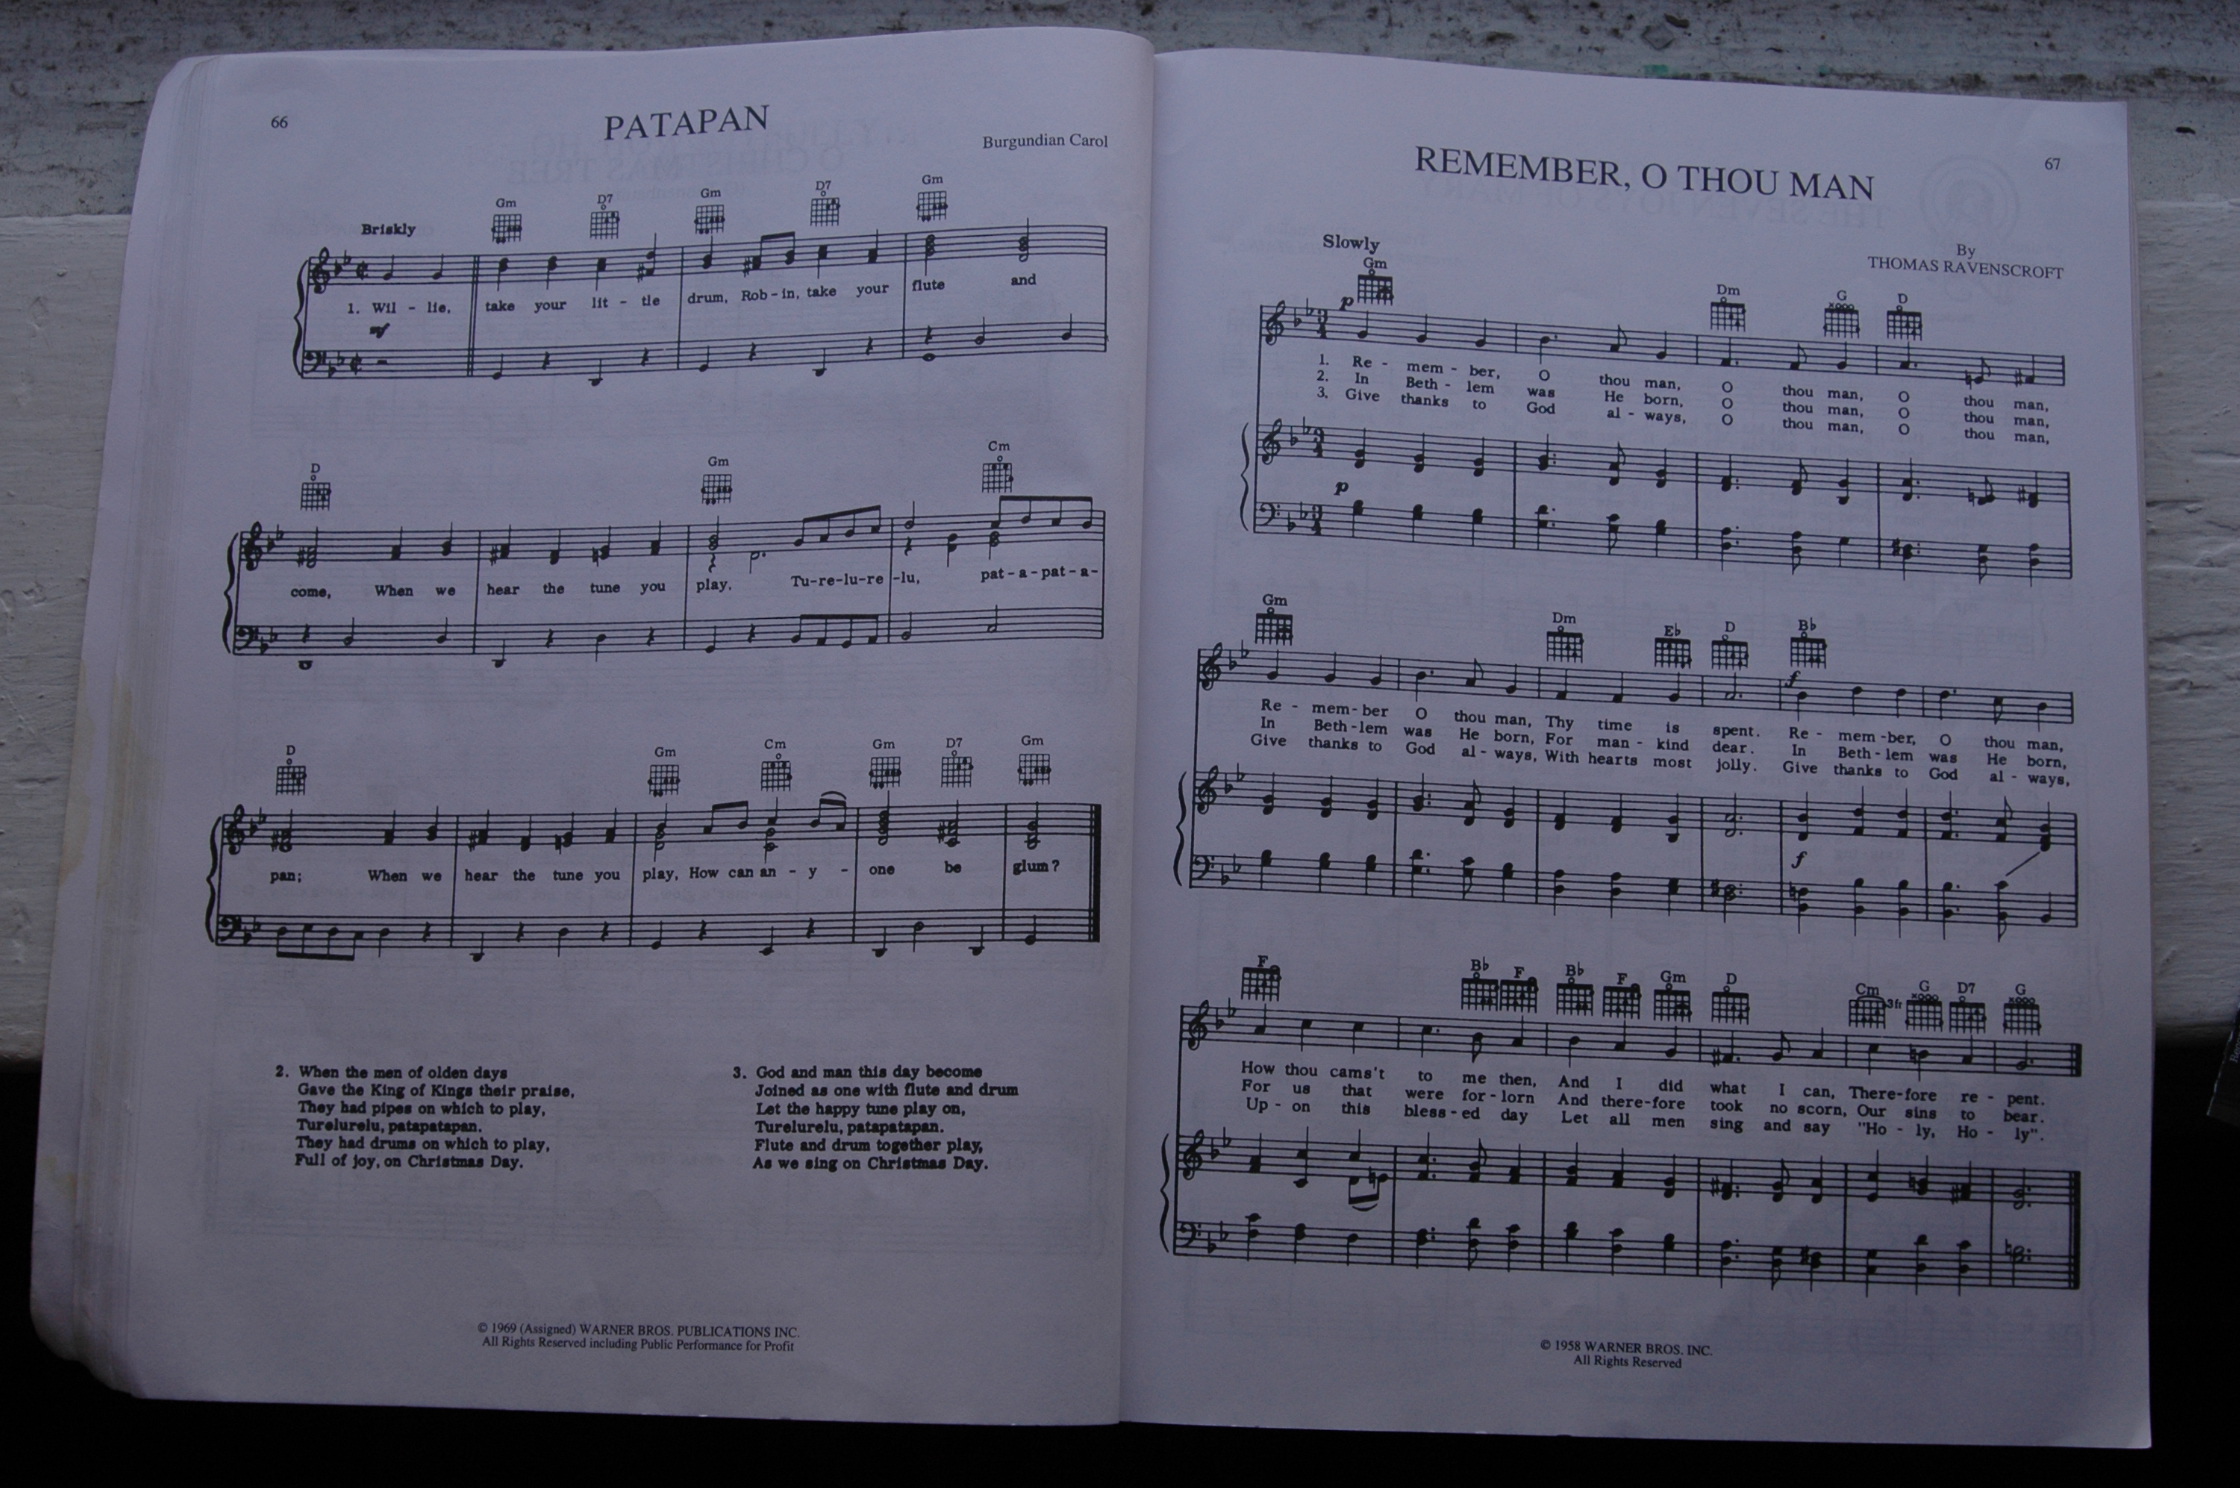 66
PATAPAN
Burgundian Carol
Briskly
Gm D7 Gm D7 Gm
1. Wil - lie, take your lit - tle drum, Rob - in, take your flute and
mf
D Gm Cm
come, When we hear the tune you play. Tu-re-lu-re-lu, pat-a-pat-a-
D Gm Cm Gm D7 Gm
pan; When we hear the tune you play, How can an - y - one be glum?
2. When the men of olden days
Gave the King of Kings their praise,
They had pipes on which to play,
Turelurelu, patapatapan.
They had drums on which to play,
Full of joy, on Christmas Day.
3. God and man this day become
Joined as one with flute and drum
Let the happy tune play on,
Turelurelu, patapatapan.
Flute and drum together play,
As we sing on Christmas Day.
© 1969 (Assigned) WARNER BROS. PUBLICATIONS INC.
All Rights Reserved including Public Performance for Profit
67
REMEMBER, O THOU MAN
By
THOMAS RAVENSCROFT
Slowly
Gm Dm G D
p
1. Re - mem - ber, O thou man, O thou man, O thou man,
2. In Beth - lem was He born, O thou man, O thou man,
3. Give thanks to God al - ways, O thou man, O thou man,
p
Gm Dm E♭ D B♭
f
Re - mem - ber O thou man, Thy time is spent. Re - mem - ber, O thou man,
In Beth - lem was He born, For man - kind dear. In Beth - lem was He born,
Give thanks to God al - ways, With hearts most jolly. Give thanks to God al - ways,
f
F B♭ F B♭ F Gm D Cm 3fr G D7 G
How thou cams't to me then, And I did what I can, There-fore re - pent.
For us that were for - lorn And there-fore took no scorn, Our sins to bear.
Up - on this bless - ed day Let all men sing and say "Ho - ly, Ho - ly".
© 1958 WARNER BROS. INC.
All Rights Reserved